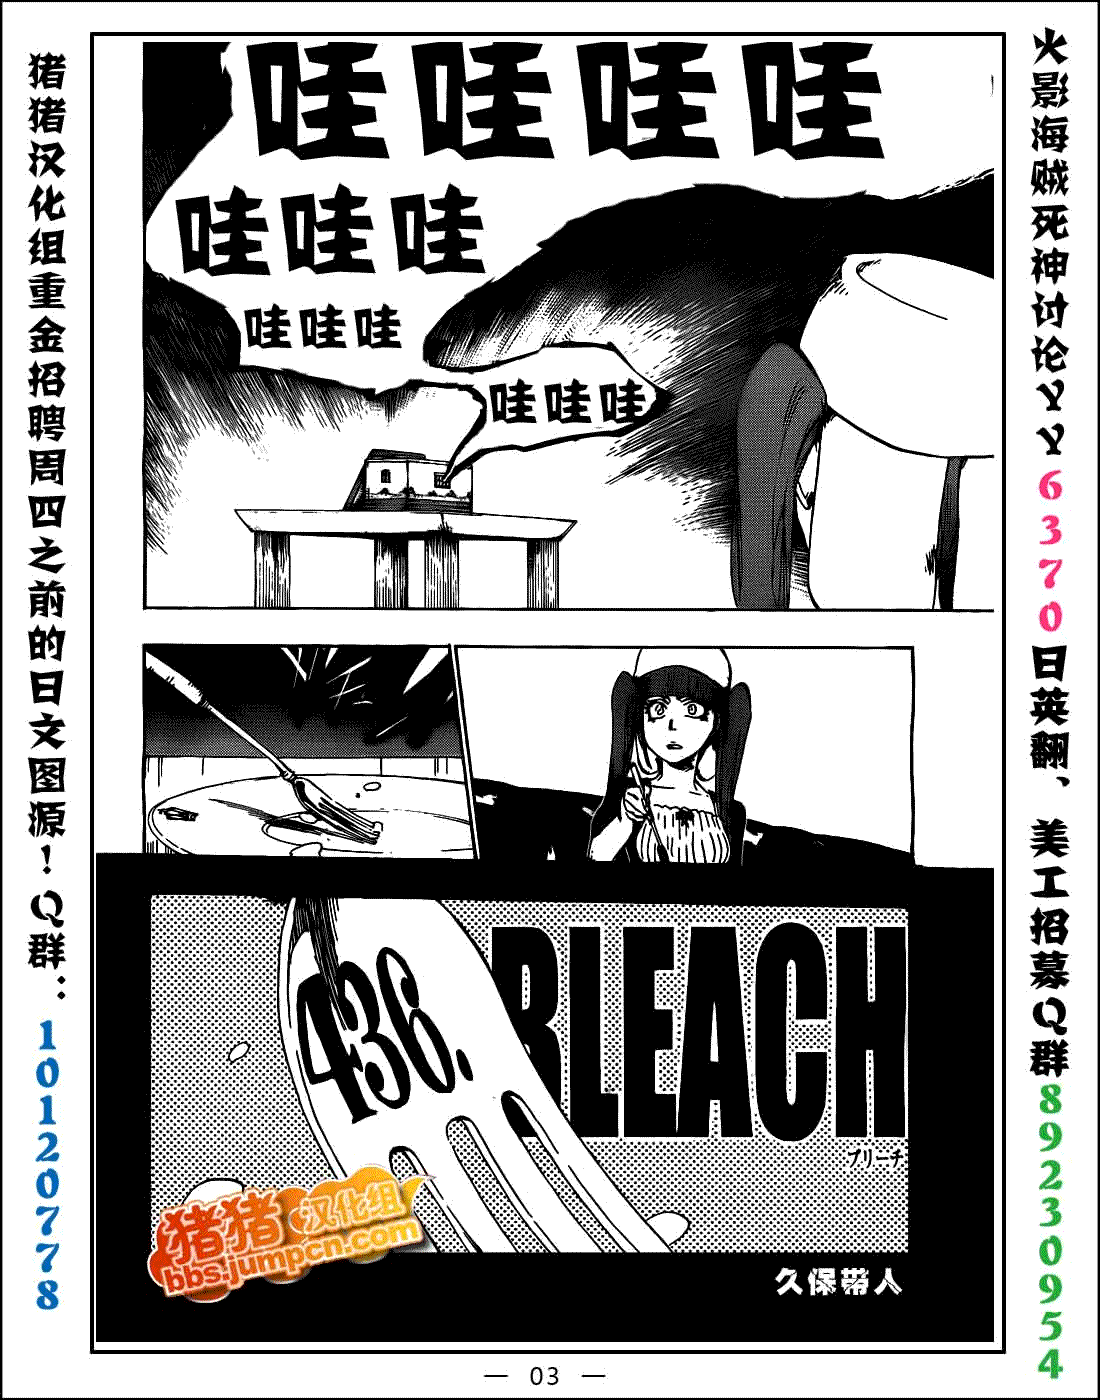 猪猪汉化组重金招聘周四之前的日文图源！Q群：101207778
哇哇哇哇
哇哇哇
哇哇哇
哇哇哇
436.
BLEACH
ブリーチ
猪猪汉化组
bbs.jumpcn.com
久保带人
火影海贼死神讨论YY6370日英翻、美工招募Q群89230954
— 03 —